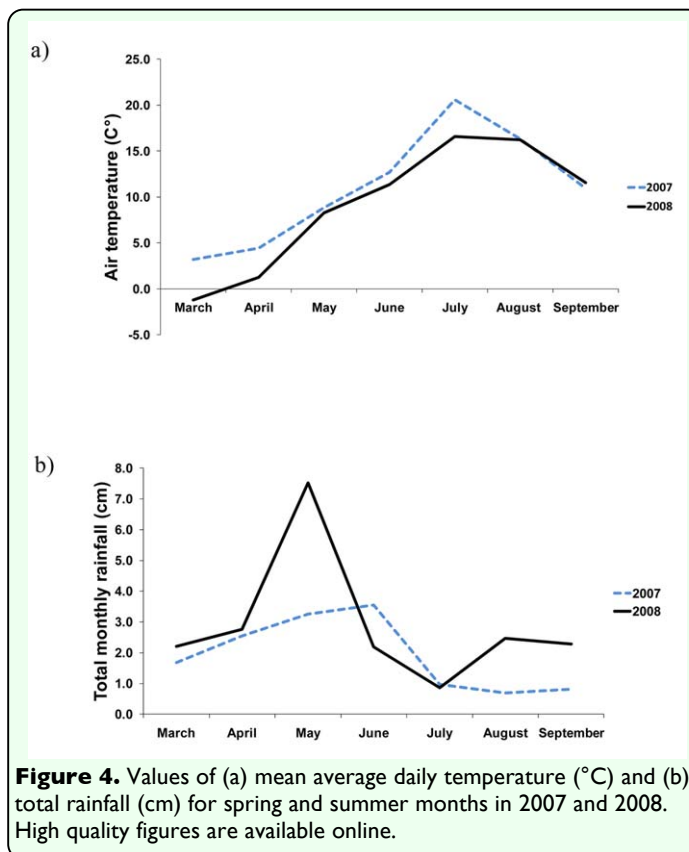 a)
25.0
20.0
15.0
10.0
5.0
0.0
-5.0
Air temperature (C°)
March April May June July August September
2007
2008
b)
8.0
7.0
6.0
5.0
4.0
3.0
2.0
1.0
0.0
Total monthly rainfall (cm)
March April May June July August September
2007
2008
Figure 4. Values of (a) mean average daily temperature (°C) and (b)
total rainfall (cm) for spring and summer months in 2007 and 2008.
High quality figures are available online.